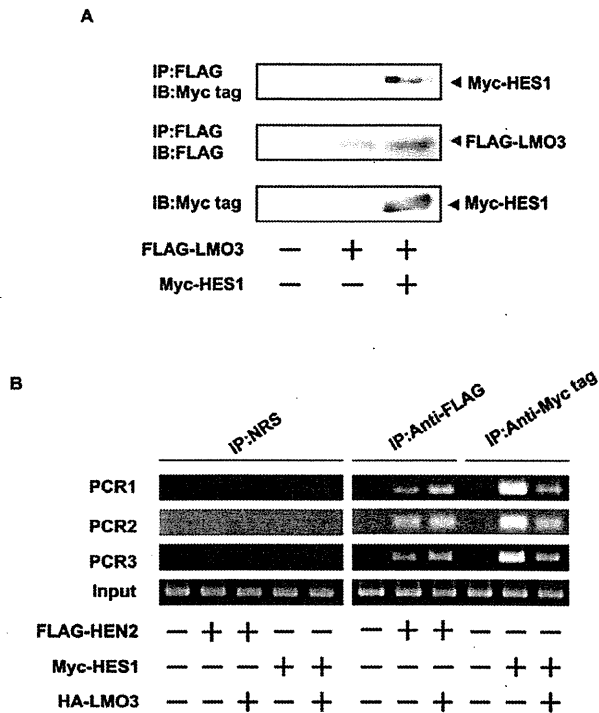 A
IP:FLAG
IB:Myc tag
◄ Myc-HES1
IP:FLAG
IB:FLAG
◄ FLAG-LMO3
IB:Myc tag
◄ Myc-HES1
FLAG-LMO3 − + +
Myc-HES1 − − +
B
IP:NRS
IP:Anti-FLAG
IP:Anti-Myc tag
PCR1
PCR2
PCR3
Input
FLAG-HEN2 − + + − − − + + − − −
Myc-HES1 − − − + + − − − − + +
HA-LMO3 − − + − + − − + − − +